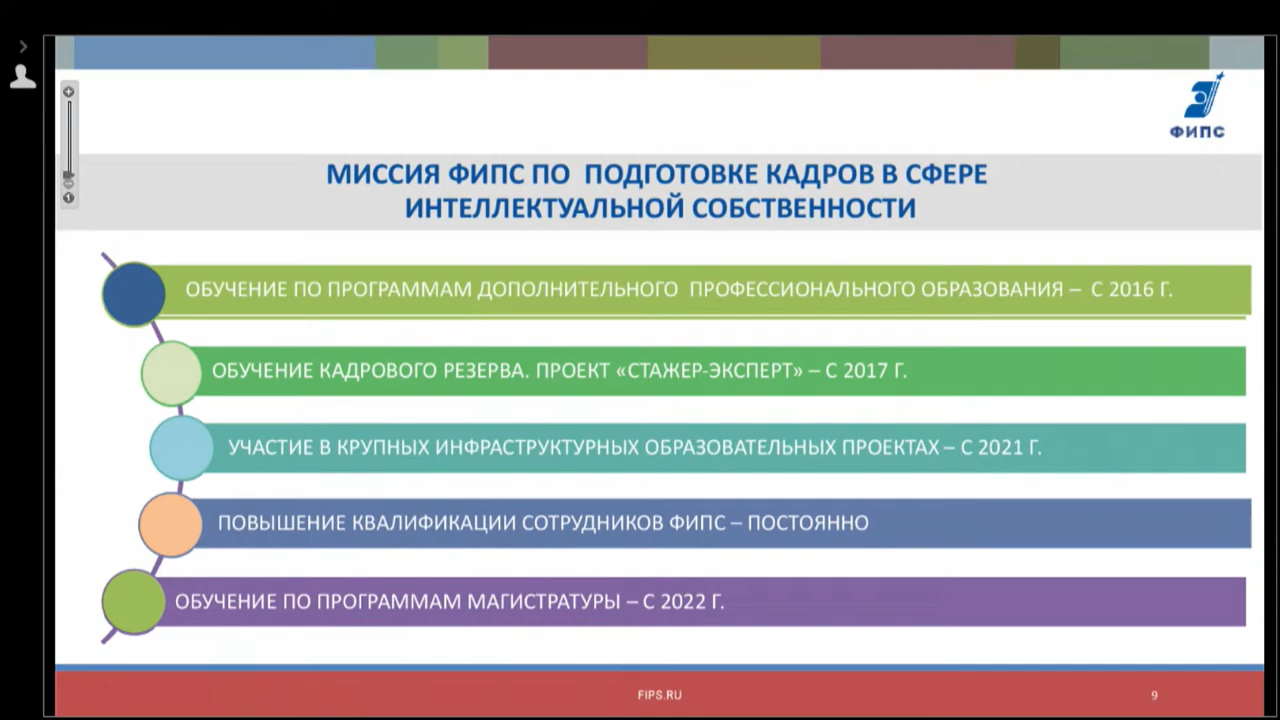 ФИПС
МИССИЯ ФИПС ПО ПОДГОТОВКЕ КАДРОВ В СФЕРЕ
ИНТЕЛЛЕКТУАЛЬНОЙ СОБСТВЕННОСТИ
ОБУЧЕНИЕ ПО ПРОГРАММАМ ДОПОЛНИТЕЛЬНОГО ПРОФЕССИОНАЛЬНОГО ОБРАЗОВАНИЯ – С 2016 Г.
ОБУЧЕНИЕ КАДРОВОГО РЕЗЕРВА. ПРОЕКТ «СТАЖЕР-ЭКСПЕРТ» – С 2017 Г.
УЧАСТИЕ В КРУПНЫХ ИНФРАСТРУКТУРНЫХ ОБРАЗОВАТЕЛЬНЫХ ПРОЕКТАХ – С 2021 Г.
ПОВЫШЕНИЕ КВАЛИФИКАЦИИ СОТРУДНИКОВ ФИПС – ПОСТОЯННО
ОБУЧЕНИЕ ПО ПРОГРАММАМ МАГИСТРАТУРЫ – С 2022 Г.
FIPS.RU
9